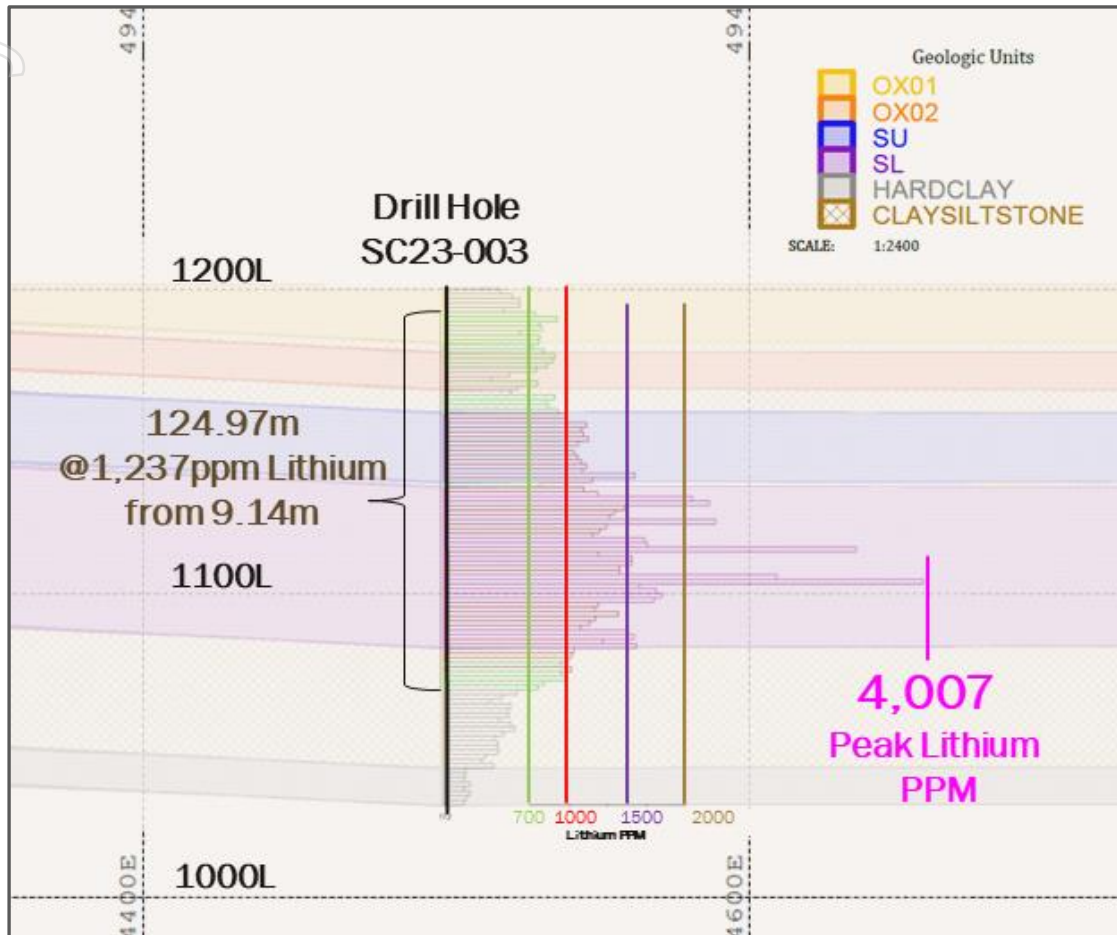 494
494
Geologic Units
OX01
OX02
SU
SL
HARDCLAY
CLAYSILTSTONE
SCALE: 1:2400
Drill Hole
SC23-003
1200L
124.97m
@1,237ppm Lithium
from 9.14m
1100L
4,007
Peak Lithium
PPM
700 1000 1500 2000
Lithium PPM
1000L
4400E
4600E